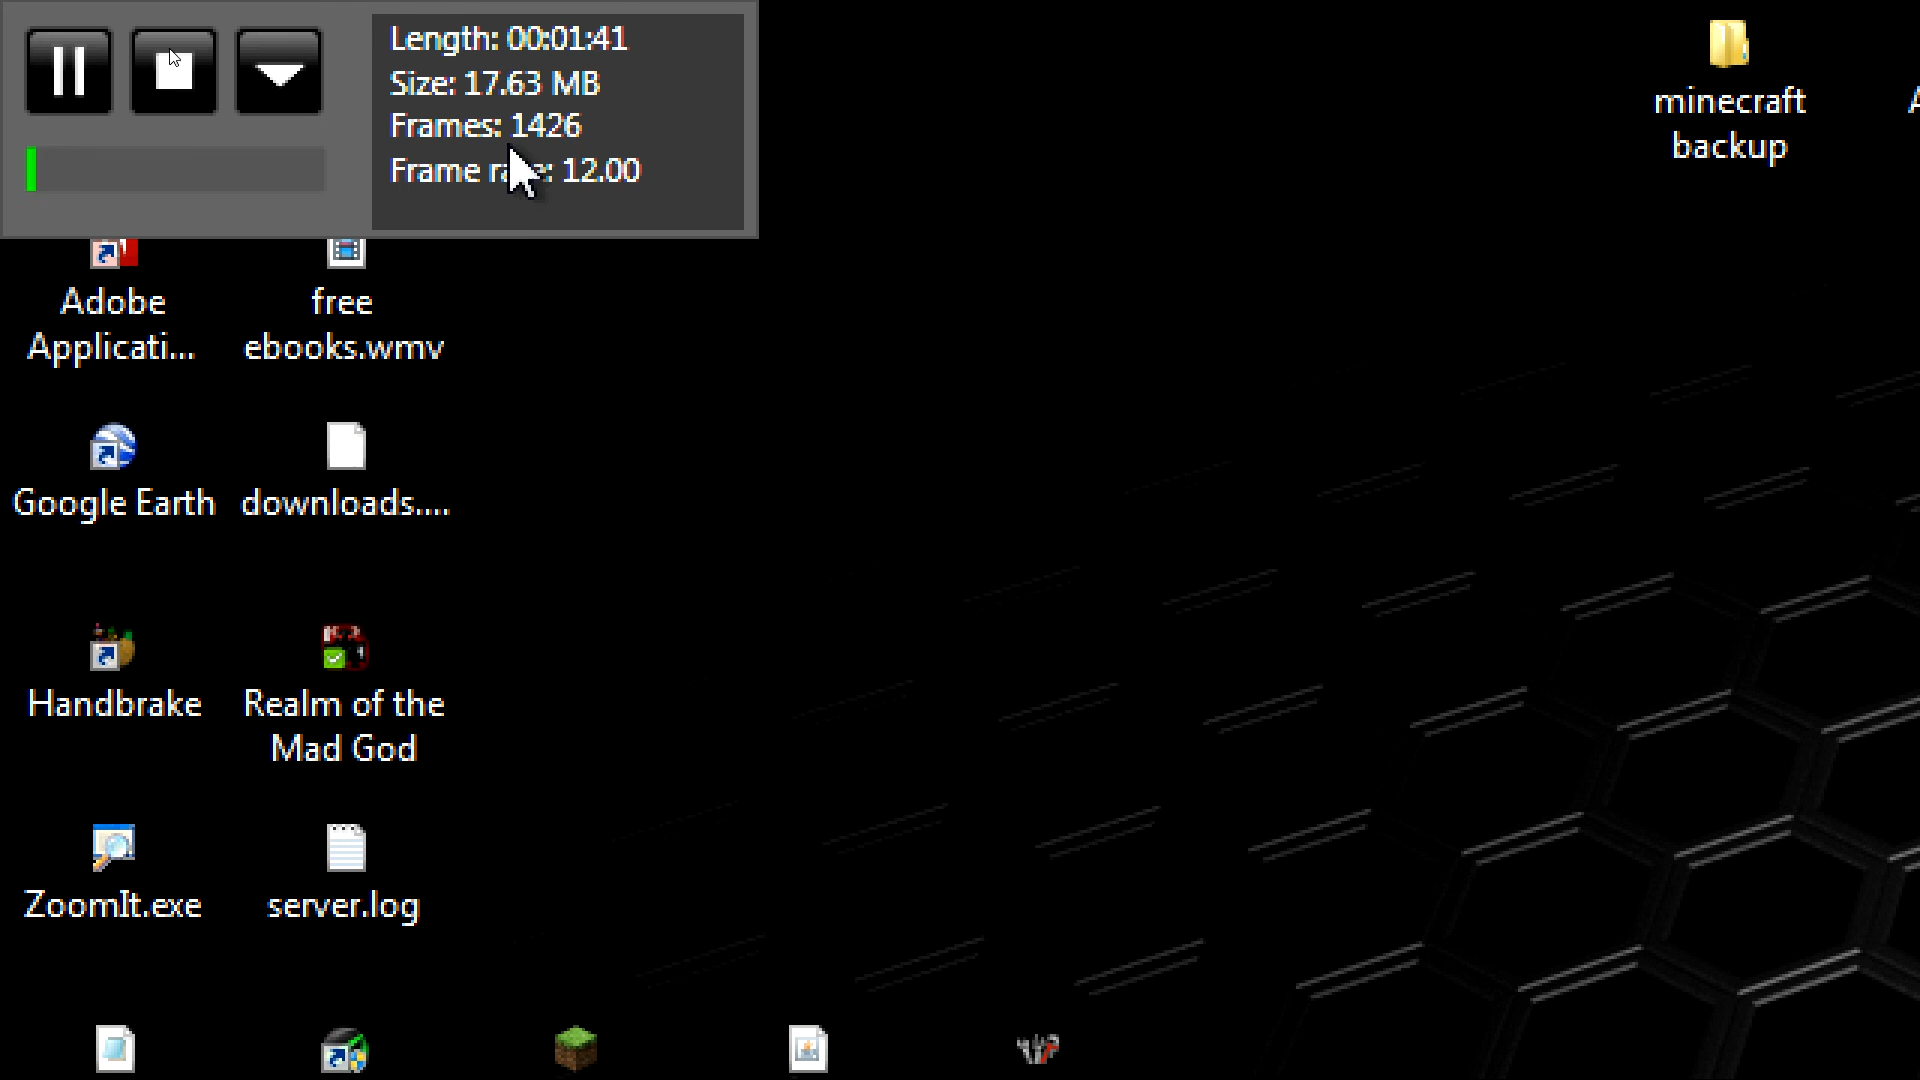 Length: 00:01:41
Size: 17.63 MB
Frames: 1426
Frame rate: 12.00
minecraft
backup
Adobe
Applicati...
free
ebooks.wmv
Google Earth
downloads....
Handbrake
Realm of the
Mad God
ZoomIt.exe
server.log